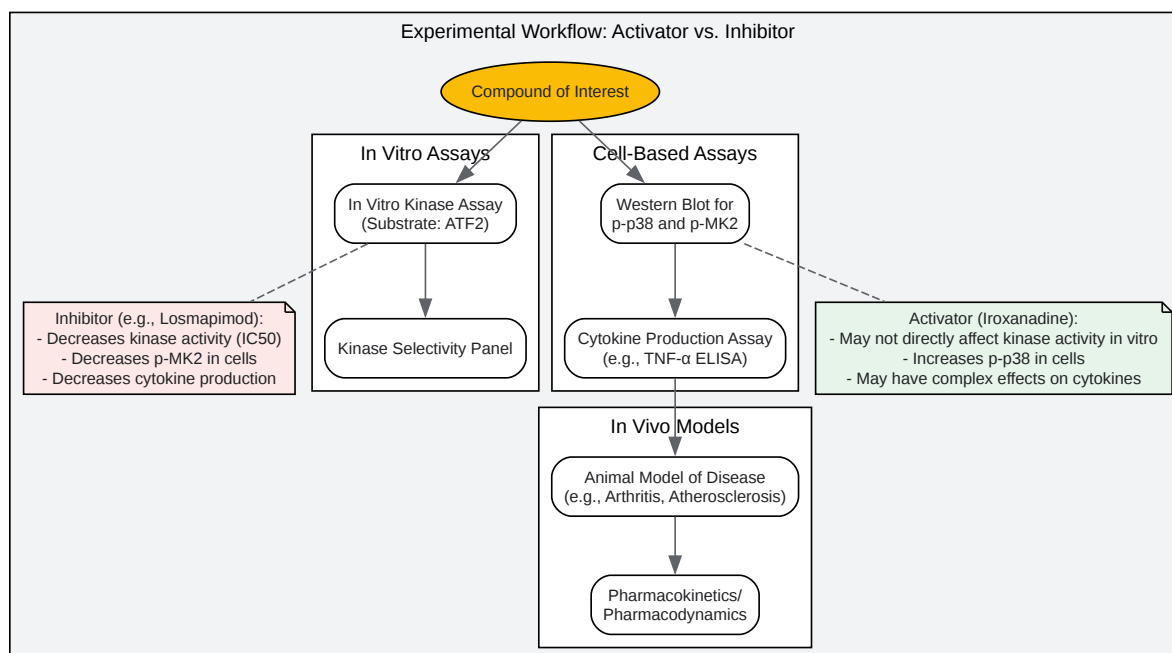 Experimental Workflow: Activator vs. Inhibitor
Compound of Interest
In Vitro Assays
Cell-Based Assays
In Vitro Kinase Assay
(Substrate: ATF2)
Western Blot for
p-p38 and p-MK2
Inhibitor (e.g., Losmapimod):
- Decreases kinase activity (IC50)
- Decreases p-MK2 in cells
- Decreases cytokine production
Kinase Selectivity Panel
Cytokine Production Assay
(e.g., TNF-α ELISA)
Activator (Iroxanadine):
- May not directly affect kinase activity in vitro
- Increases p-p38 in cells
- May have complex effects on cytokines
In Vivo Models
Animal Model of Disease
(e.g., Arthritis, Atherosclerosis)
Pharmacokinetics/
Pharmacodynamics